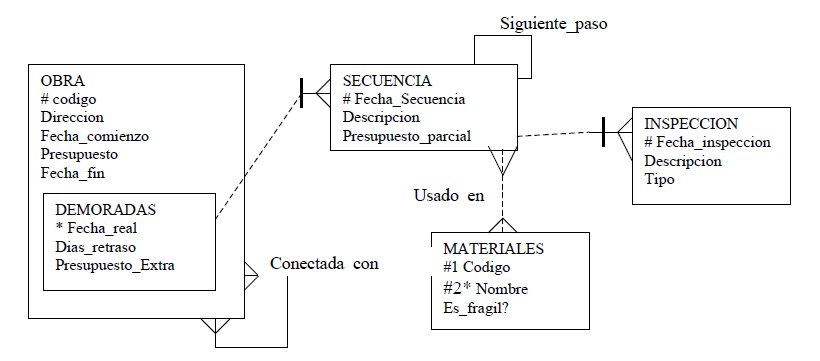 Siguiente_paso
OBRA
# codigo
Direccion
Fecha_comienzo
Presupuesto
Fecha_fin
DEMORADAS
* Fecha_real
Dias_retraso
Presupuesto_Extra
Conectada con
SECUENCIA
# Fecha_Secuencia
Descripcion
Presupuesto_parcial
INSPECCION
# Fecha_inspeccion
Descripcion
Tipo
Usado en
MATERIALES
#1 Codigo
#2* Nombre
Es_fragil?